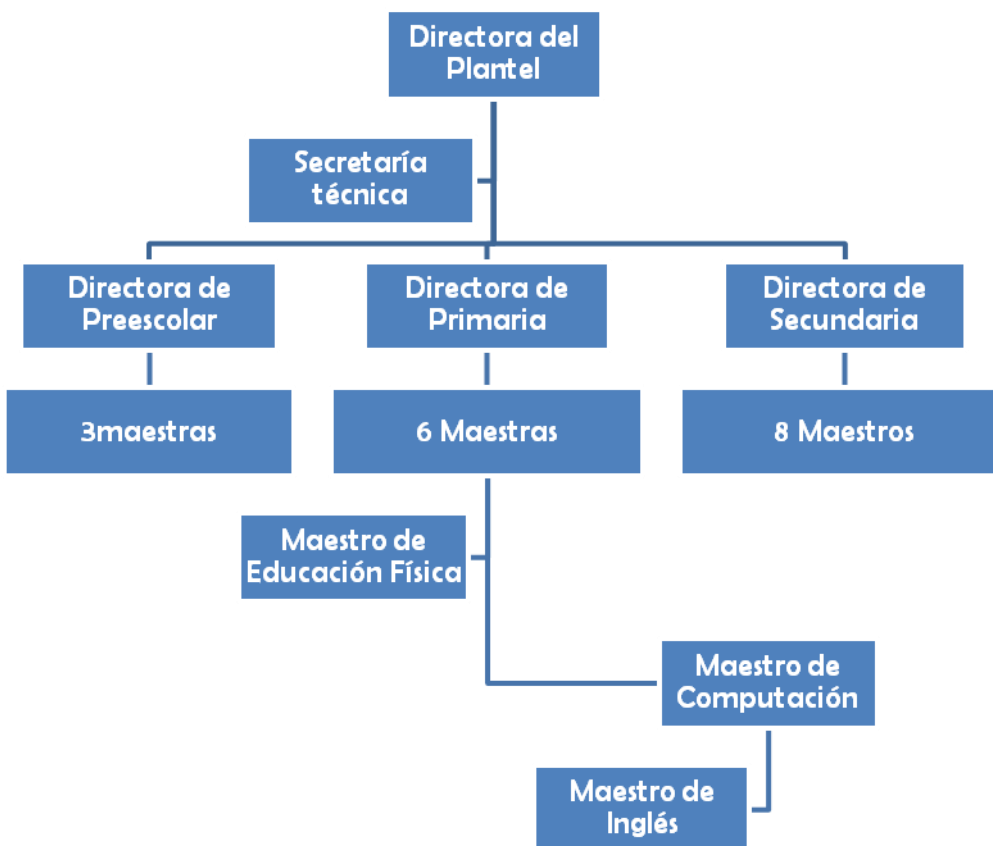 Directora del
Plantel
Secretaría
técnica
Directora de
Preescolar
Directora de
Primaria
Directora de
Secundaria
3maestras
6 Maestras
8 Maestros
Maestro de
Educación Física
Maestro de
Computación
Maestro de
Inglés